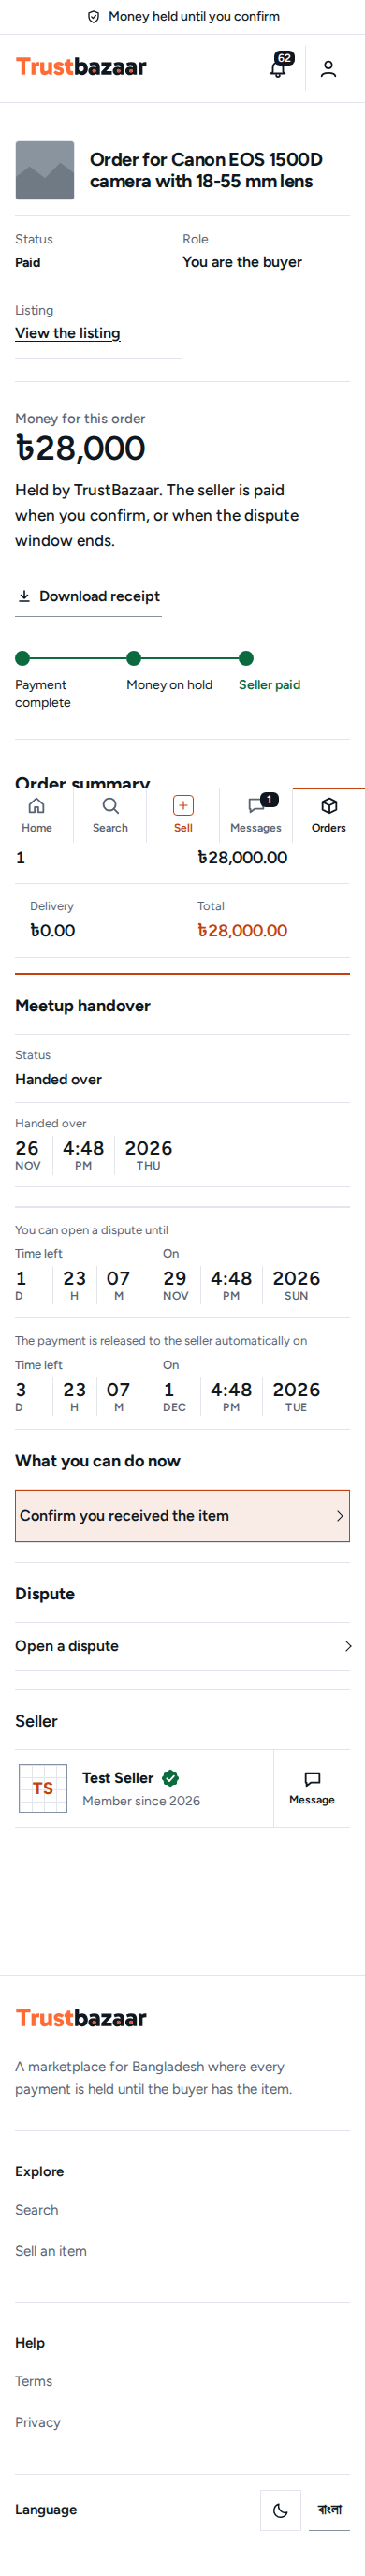 Money held until you confirm
Trustbazaar
62
Order for Canon EOS 1500D
camera with 18-55 mm lens
Status
Role
Paid
You are the buyer
Listing
View the listing
Money for this order
৳28,000
Held by TrustBazaar. The seller is paid
when you confirm, or when the dispute
window ends.
Download receipt
Payment
complete
Money on hold
Seller paid
Order summary
Home
Search
Sell
1
Messages
Orders
1
৳28,000.00
Delivery
Total
৳0.00
৳28,000.00
Meetup handover
Status
Handed over
Handed over
26 4:48 2026
NOV PM THU
You can open a dispute until
Time left On
1 23 07 29 4:48 2026
D H M NOV PM SUN
The payment is released to the seller automatically on
Time left On
3 23 07 1 4:48 2026
D H M DEC PM TUE
What you can do now
Confirm you received the item
Dispute
Open a dispute
Seller
TS
Test Seller
Member since 2026
Message
Trustbazaar
A marketplace for Bangladesh where every
payment is held until the buyer has the item.
Explore
Search
Sell an item
Help
Terms
Privacy
Language
বাংলা